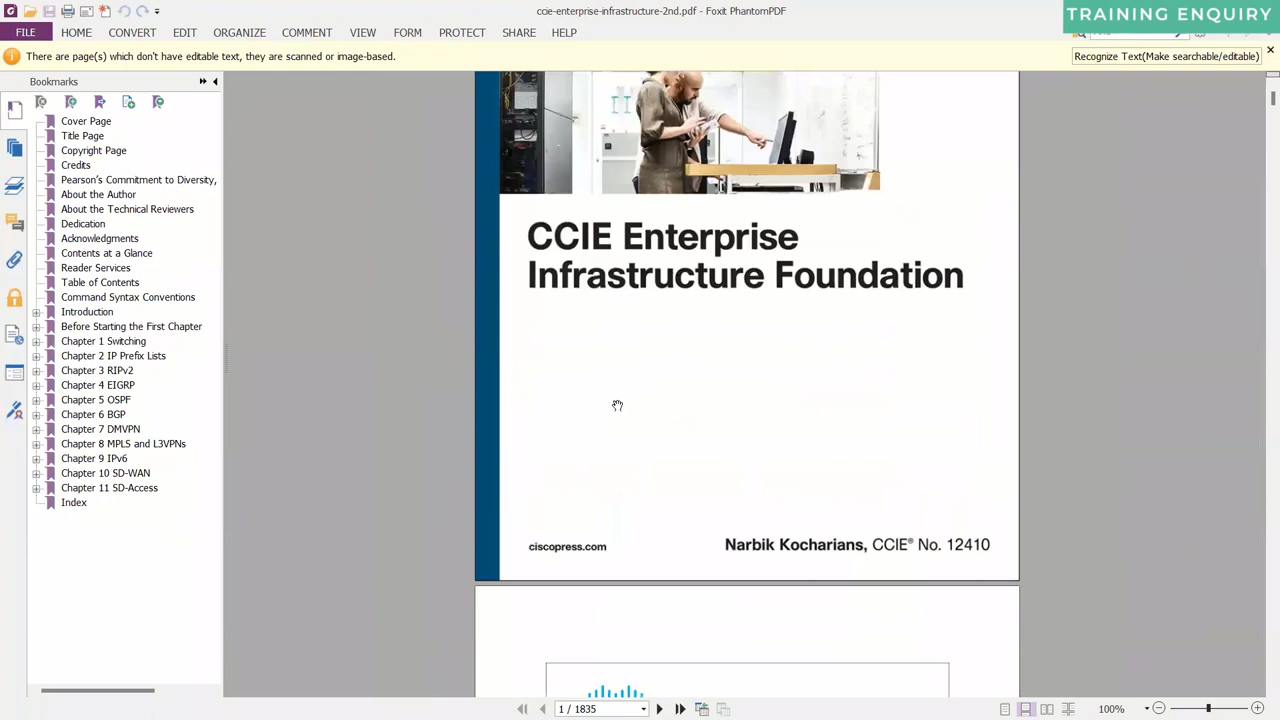 ccie-enterprise-infrastructure-2nd.pdf - Foxit PhantomPDF
TRAINING ENQUIRY
FILE HOME CONVERT EDIT ORGANIZE COMMENT VIEW FORM PROTECT SHARE HELP
There are page(s) which don't have editable text, they are scanned or image-based.
Recognize Text(Make searchable/editable)
Bookmarks
Cover Page
Title Page
Copyright Page
Credits
Pearson's Commitment to Diversity,
About the Author
About the Technical Reviewers
Dedication
Acknowledgments
Contents at a Glance
Reader Services
Table of Contents
Command Syntax Conventions
Introduction
Before Starting the First Chapter
Chapter 1 Switching
Chapter 2 IP Prefix Lists
Chapter 3 RIPv2
Chapter 4 EIGRP
Chapter 5 OSPF
Chapter 6 BGP
Chapter 7 DMVPN
Chapter 8 MPLS and L3VPNs
Chapter 9 IPv6
Chapter 10 SD-WAN
Chapter 11 SD-Access
Index
CCIE Enterprise
Infrastructure Foundation
ciscopress.com
Narbik Kocharians, CCIE® No. 12410
1 / 1835
100%